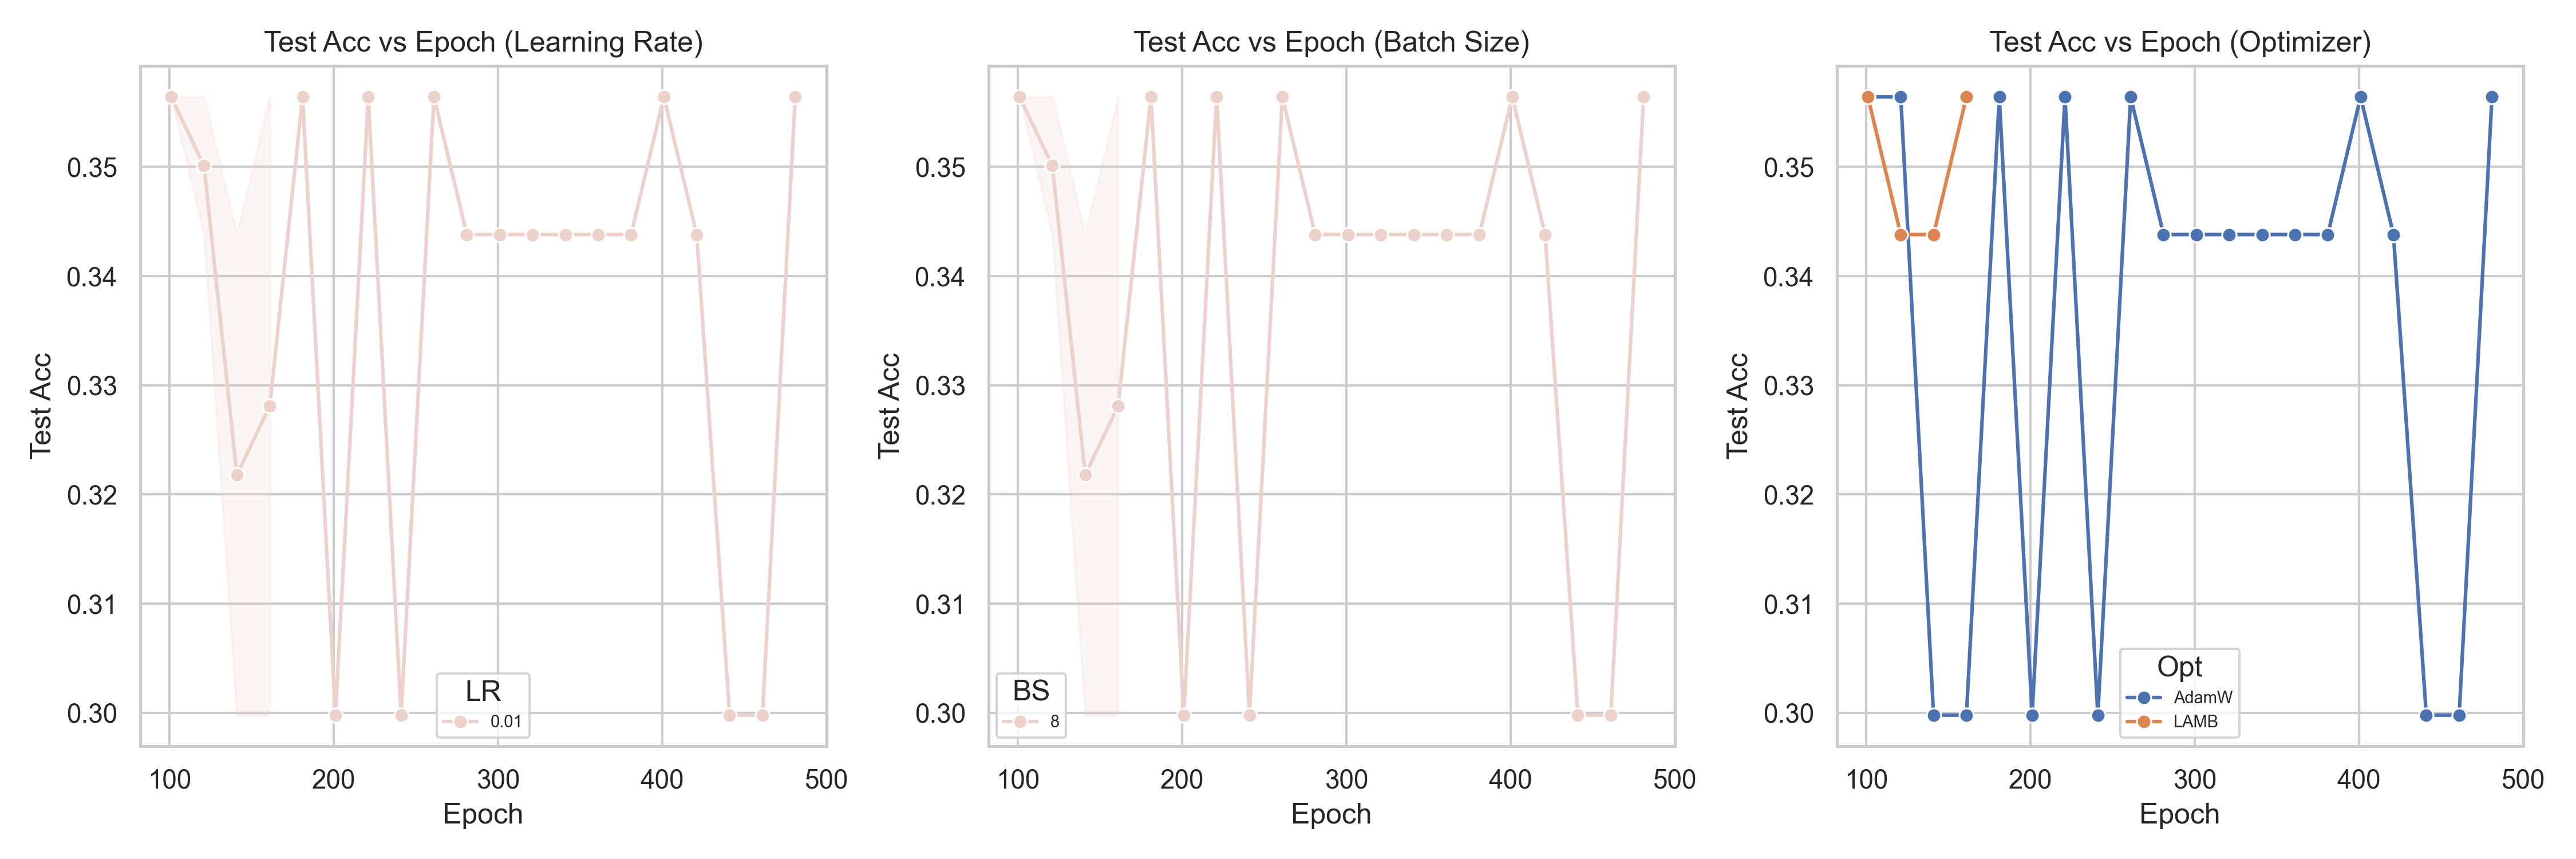 Test Acc vs Epoch (Learning Rate)
Test Acc
0.35
0.34
0.33
0.32
0.31
0.30
LR
0.01
100 200 300 400 500
Epoch
Test Acc vs Epoch (Batch Size)
Test Acc
0.35
0.34
0.33
0.32
0.31
0.30
BS
8
100 200 300 400 500
Epoch
Test Acc vs Epoch (Optimizer)
Test Acc
0.35
0.34
0.33
0.32
0.31
0.30
Opt
AdamW
LAMB
100 200 300 400 500
Epoch